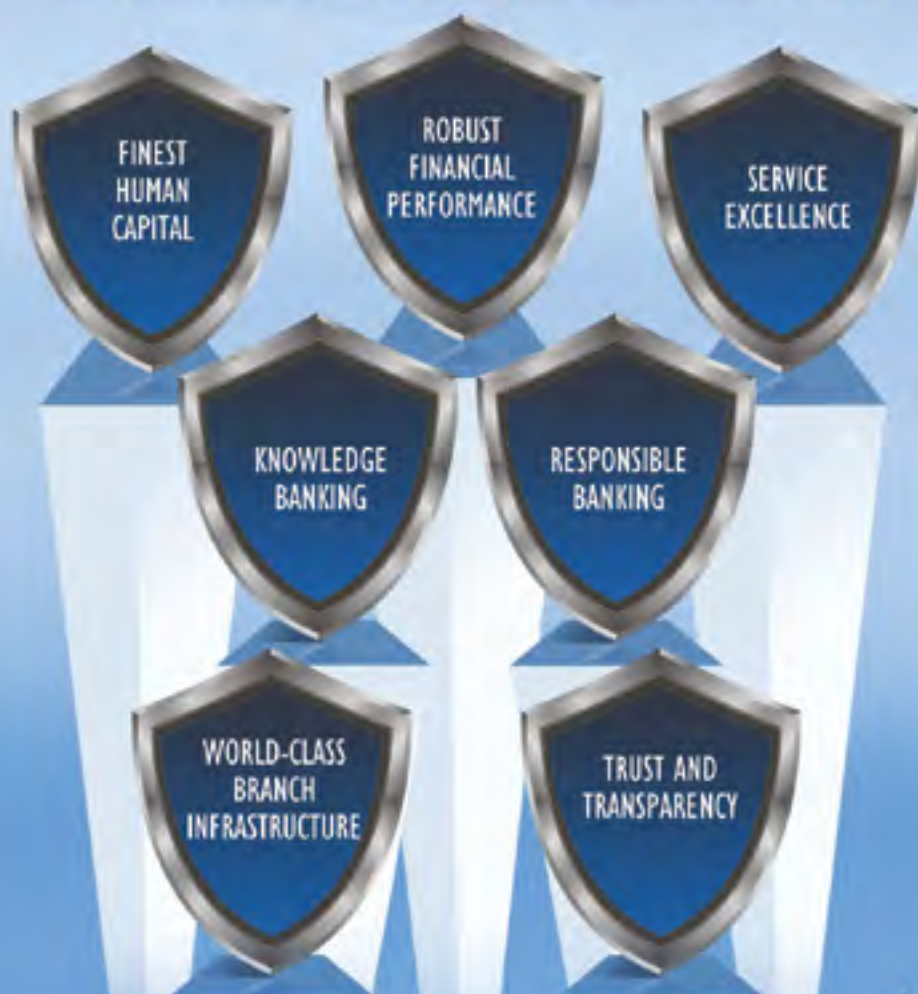 FINEST
HUMAN
CAPITAL
ROBUST
FINANCIAL
PERFORMANCE
SERVICE
EXCELLENCE
KNOWLEDGE
BANKING
RESPONSIBLE
BANKING
WORLD-CLASS
BRANCH
INFRASTRUCTURE
TRUST AND
TRANSPARENCY